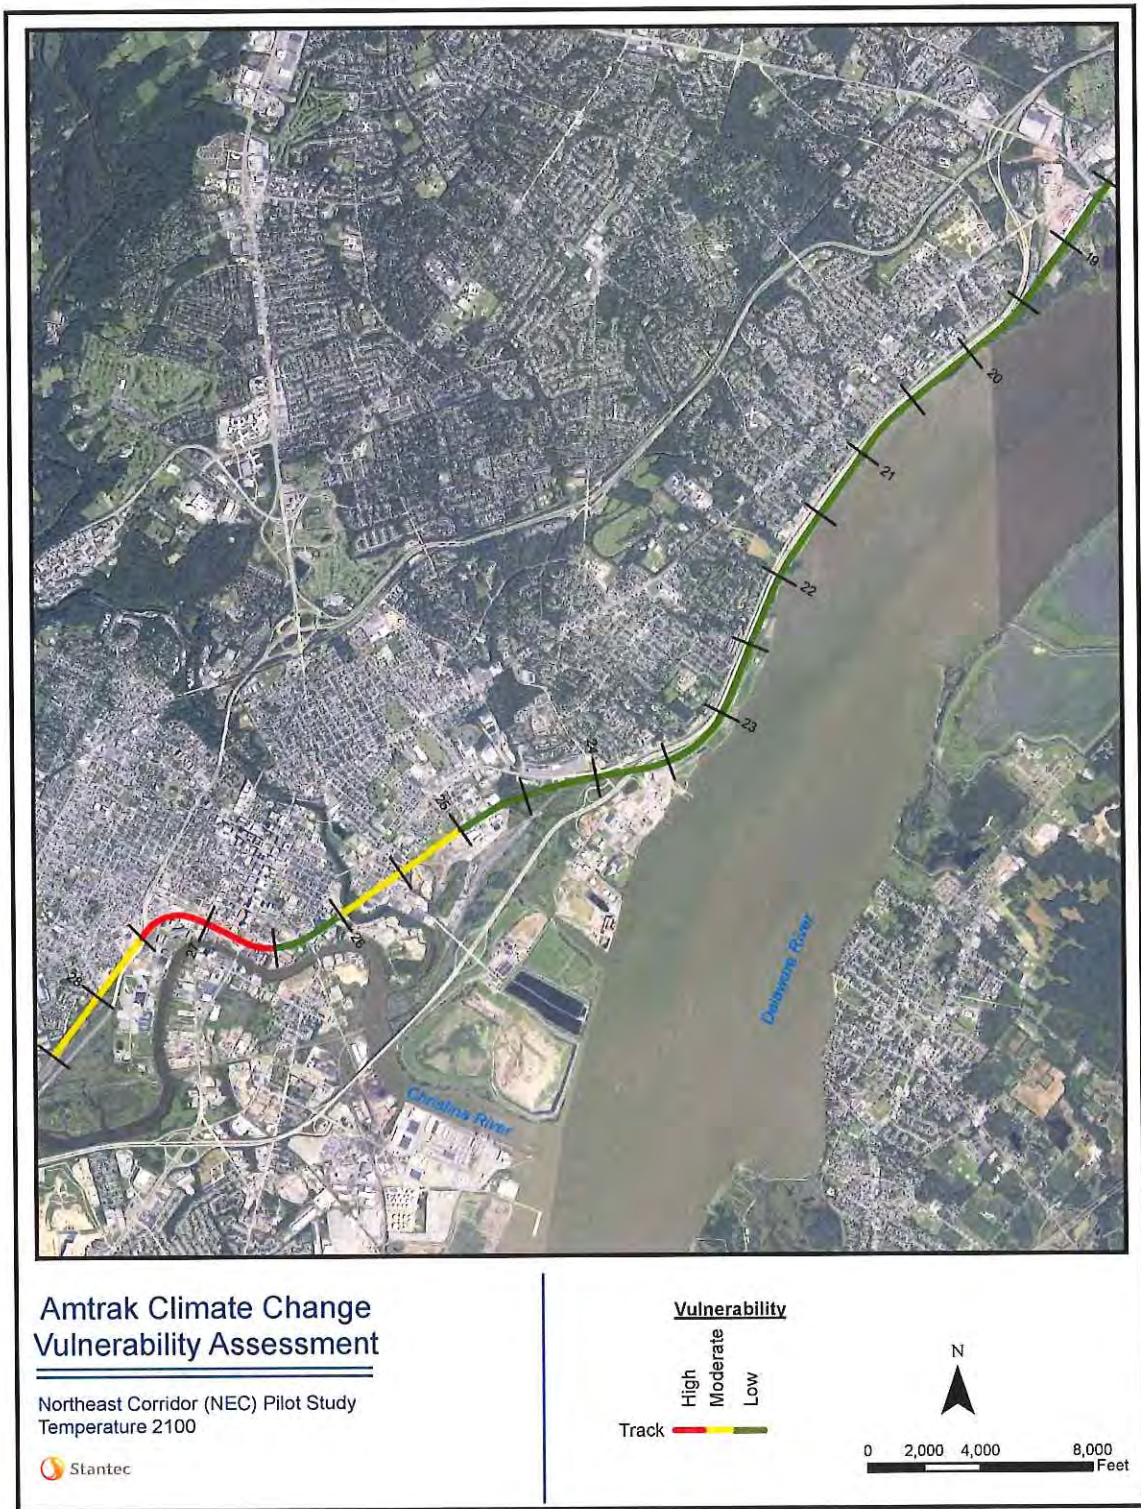 19
20
21
22
23
24
25
26
27
28
Delaware River
Christina River
Amtrak Climate Change
Vulnerability Assessment
Northeast Corridor (NEC) Pilot Study
Temperature 2100
Stantec
Vulnerability
High
Moderate
Low
Track
N
0 2,000 4,000 8,000
Feet